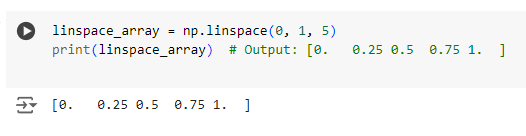 linspace_array = np.linspace(0, 1, 5)
print(linspace_array)  # Output: [0.   0.25 0.5  0.75 1.  ]
[0.   0.25 0.5  0.75 1.  ]